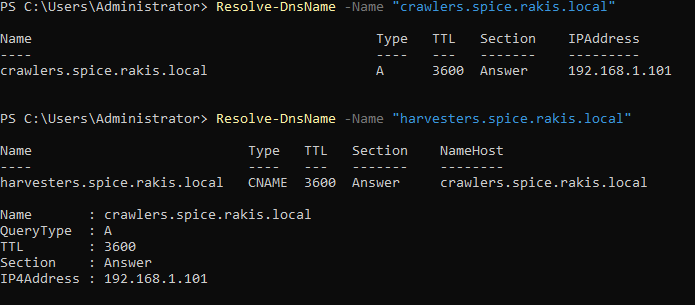 PS C:\Users\Administrator> Resolve-DnsName -Name "crawlers.spice.rakis.local"
Name Type TTL Section IPAddress
---- ---- --- ------- ---------
crawlers.spice.rakis.local A 3600 Answer 192.168.1.101
PS C:\Users\Administrator> Resolve-DnsName -Name "harvesters.spice.rakis.local"
Name Type TTL Section NameHost
---- ---- --- ------- --------
harvesters.spice.rakis.local CNAME 3600 Answer crawlers.spice.rakis.local
Name : crawlers.spice.rakis.local
QueryType : A
TTL : 3600
Section : Answer
IP4Address : 192.168.1.101